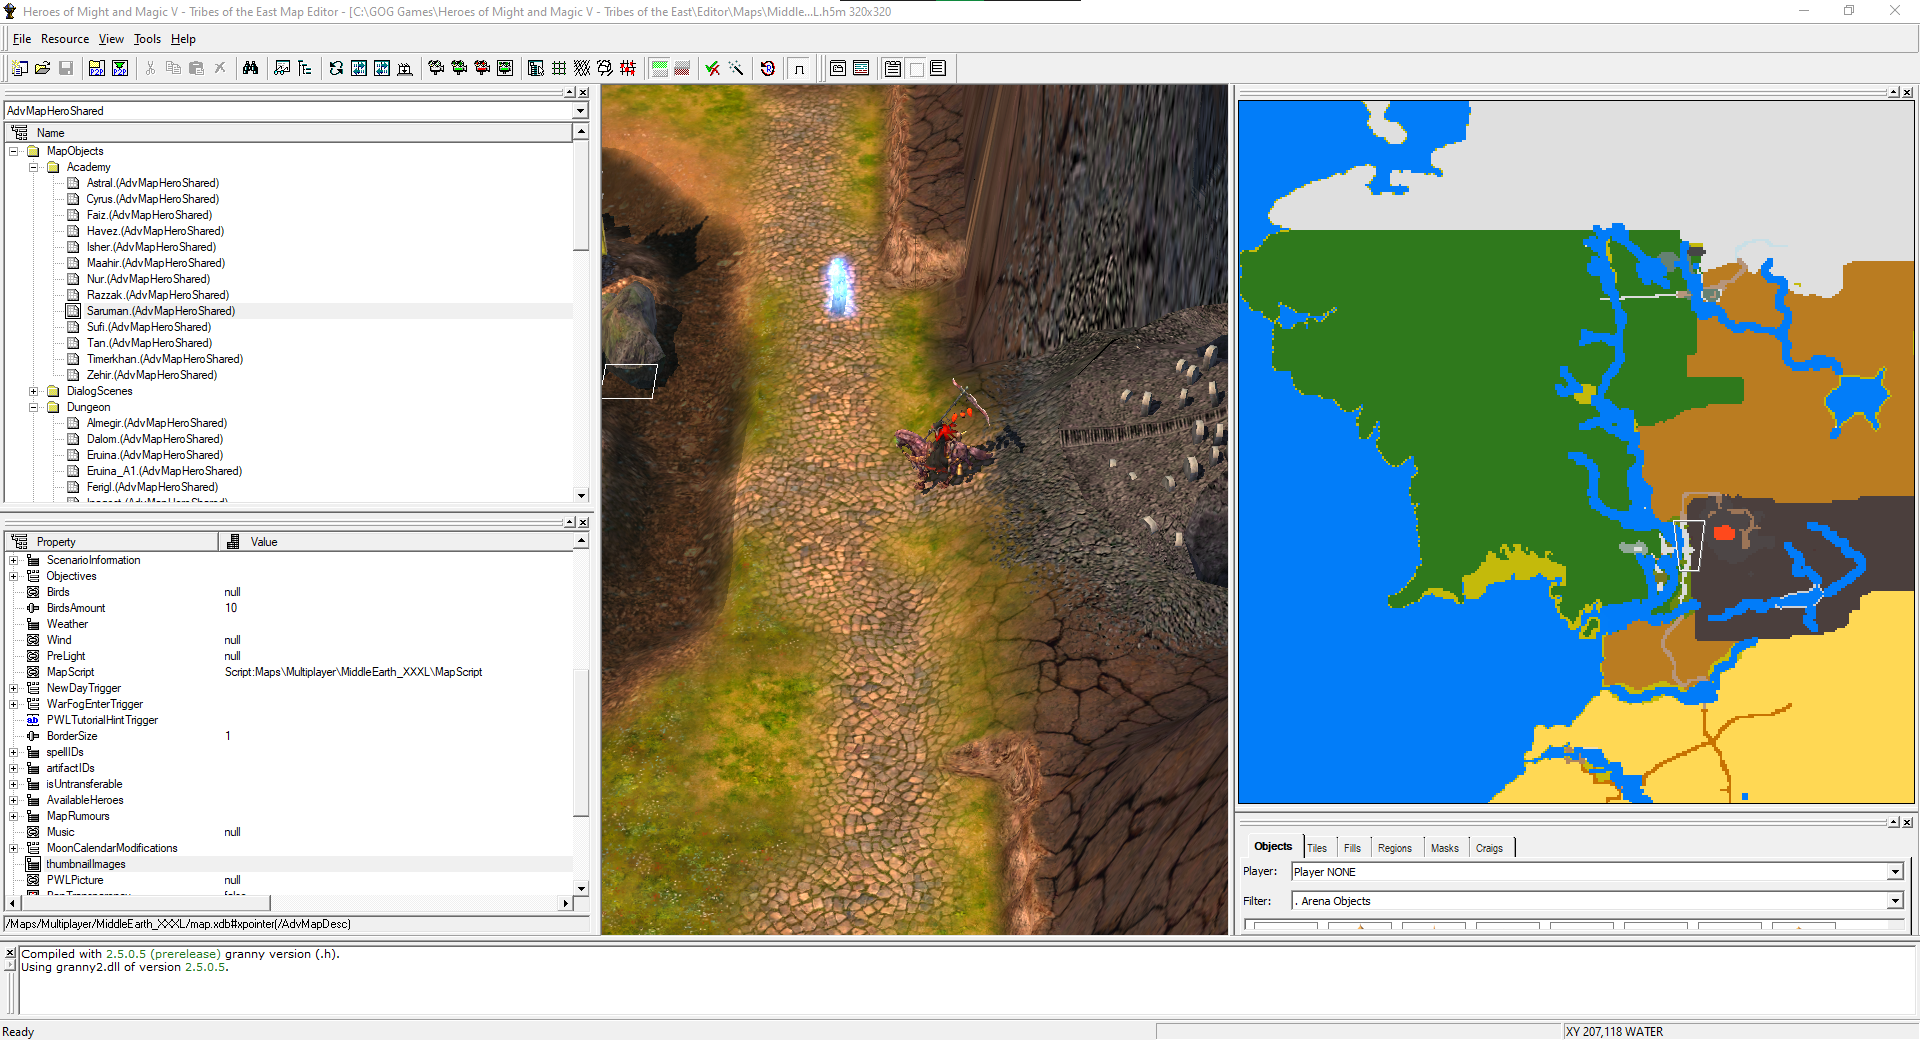 Heroes of Might and Magic V - Tribes of the East Map Editor - [C:\GOG Games\Heroes of Might and Magic V - Tribes of the East\Editor\Maps\Middle...L.h5m 320x320
File Resource View Tools Help
AdvMapHeroShared
Name
MapObjects
Academy
Astral.(AdvMapHeroShared)
Cyrus.(AdvMapHeroShared)
Faiz.(AdvMapHeroShared)
Havez.(AdvMapHeroShared)
Isher.(AdvMapHeroShared)
Maahir.(AdvMapHeroShared)
Nur.(AdvMapHeroShared)
Razzak.(AdvMapHeroShared)
Saruman.(AdvMapHeroShared)
Sufi.(AdvMapHeroShared)
Tan.(AdvMapHeroShared)
Timerkhan.(AdvMapHeroShared)
Zehir.(AdvMapHeroShared)
DialogScenes
Dungeon
Almegir.(AdvMapHeroShared)
Dalom.(AdvMapHeroShared)
Eruina.(AdvMapHeroShared)
Eruina_A1.(AdvMapHeroShared)
Ferigl.(AdvMapHeroShared)
Property Value
ScenarioInformation
Objectives
Birds null
BirdsAmount 10
Weather
Wind null
PreLight null
MapScript Script:Maps\Multiplayer\MiddleEarth_XXXL\MapScript
NewDayTrigger
WarFogEnterTrigger
PWLTutorialHintTrigger
BorderSize 1
spellIDs
artifactIDs
isUntransferable
AvailableHeroes
MapRumours
Music null
MoonCalendarModifications
thumbnailImages
PWLPicture null
/Maps/Multiplayer/MiddleEarth_XXXL/map.xdb#xpointer(/AdvMapDesc)
Objects Tiles Fills Regions Masks Craigs
Player: Player NONE
Filter: . Arena Objects
Compiled with 2.5.0.5 (prerelease) granny version (.h).
Using granny2.dll of version 2.5.0.5.
Ready
XY 207,118 WATER